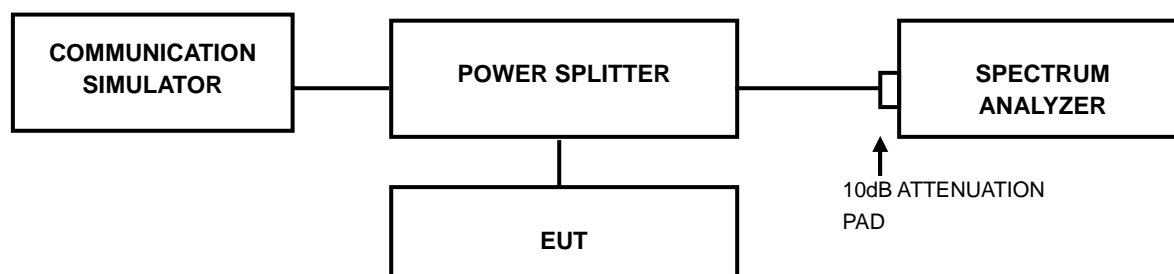 COMMUNICATION
SIMULATOR
POWER SPLITTER
SPECTRUM
ANALYZER
10dB ATTENUATION
PAD
EUT